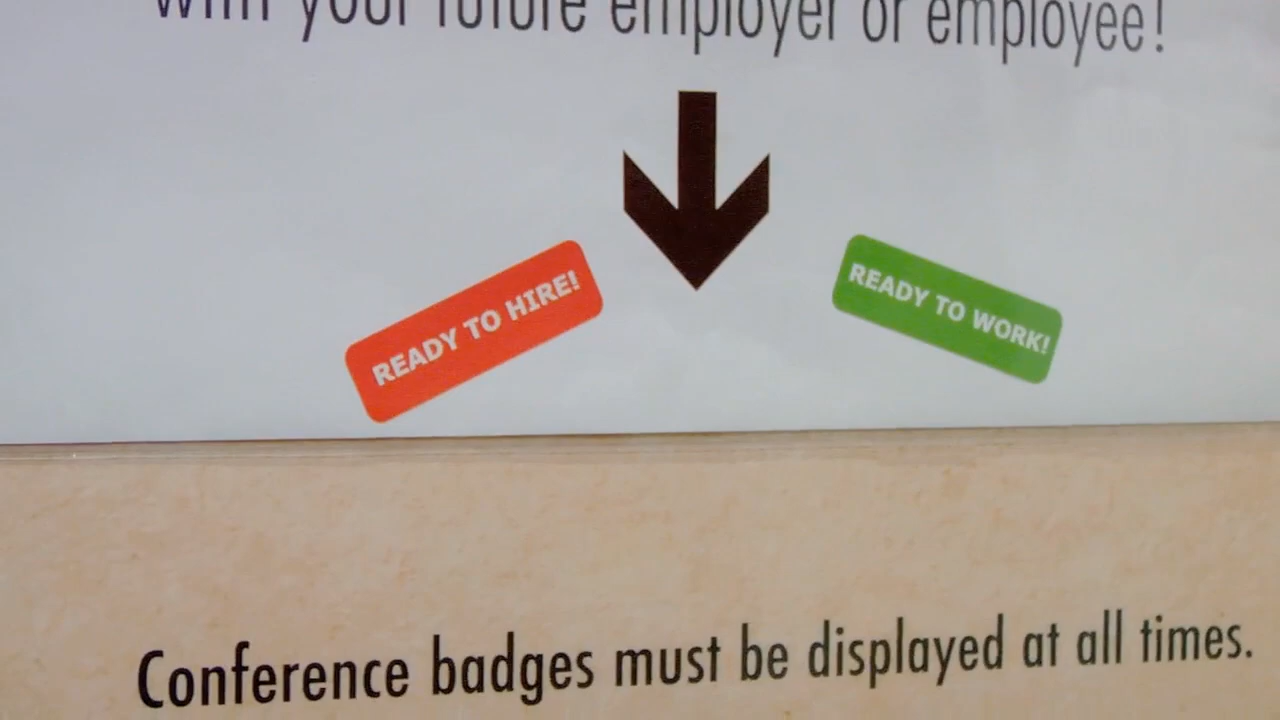 with your future employer or employee!
READY TO HIRE!
READY TO WORK!
Conference badges must be displayed at all times.